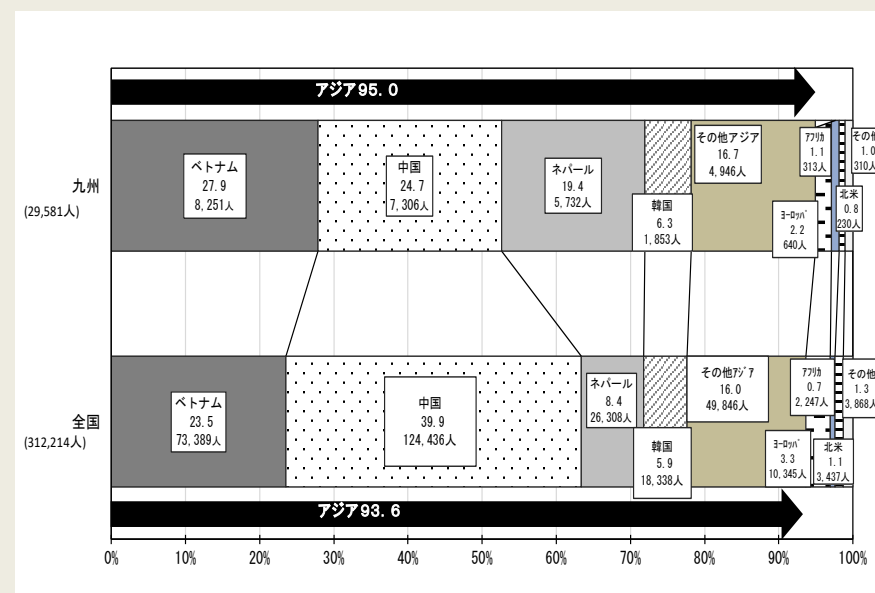 アジア95.0
九州
(29,581人)
ベトナム
27.9
8,251人
中国
24.7
7,306人
ネパール
19.4
5,732人
韓国
6.3
1,853人
その他アジア
16.7
4,946人
ﾖｰﾛｯﾊﾟ
2.2
640人
ｱﾌﾘｶ
1.1
313人
北米
0.8
230人
その他
1.0
310人
全国
(312,214人)
ベトナム
23.5
73,389人
中国
39.9
124,436人
ネパール
8.4
26,308人
韓国
5.9
18,338人
その他ｱｼﾞｱ
16.0
49,846人
ﾖｰﾛｯﾊﾟ
3.3
10,345人
ｱﾌﾘｶ
0.7
2,247人
北米
1.1
3,437人
その他
1.3
3,868人
アジア93.6
0% 10% 20% 30% 40% 50% 60% 70% 80% 90% 100%